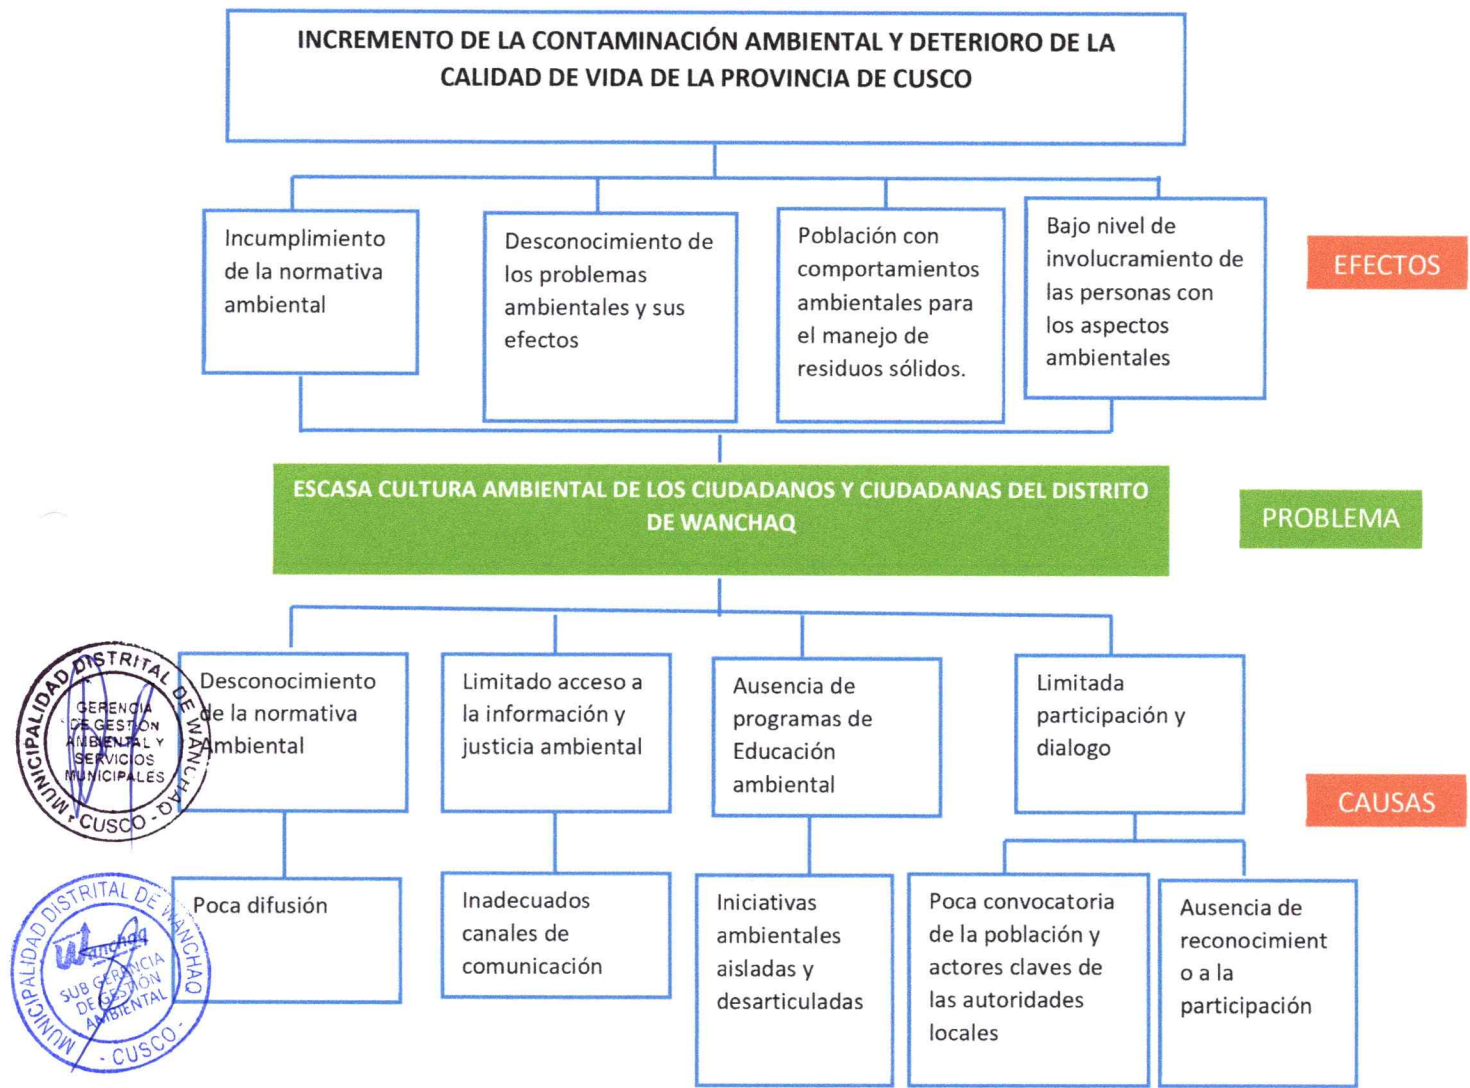 INCREMENTO DE LA CONTAMINACIÓN AMBIENTAL Y DETERIORO DE LA
CALIDAD DE VIDA DE LA PROVINCIA DE CUSCO
Incumplimiento
de la normativa
ambiental
Desconocimiento de
los problemas
ambientales y sus
efectos
Población con
comportamientos
ambientales para
el manejo de
residuos sólidos.
Bajo nivel de
involucramiento de
las personas con
los aspectos
ambientales
EFECTOS
ESCASA CULTURA AMBIENTAL DE LOS CIUDADANOS Y CIUDADANAS DEL DISTRITO
DE WANCHAQ
PROBLEMA
Desconocimiento
de la normativa
Ambiental
Limitado acceso a
la información y
justicia ambiental
Ausencia de
programas de
Educación
ambiental
Limitada
participación y
dialogo
CAUSAS
Poca difusión
Inadecuados
canales de
comunicación
Iniciativas
ambientales
aisladas y
desarticuladas
Poca convocatoria
de la población y
actores claves de
las autoridades
locales
Ausencia de
reconocimient
o a la
participación
MUNICIPALIDAD DISTRITAL DE WANCHAQ
GERENCIA
DE GESTIÓN
AMBIENTAL Y
SERVICIOS
MUNICIPALES
- CUSCO -
MUNICIPALIDAD DISTRITAL DE WANCHAQ
Wanchaq
SUB GERENCIA
DE GESTIÓN
AMBIENTAL
- CUSCO -